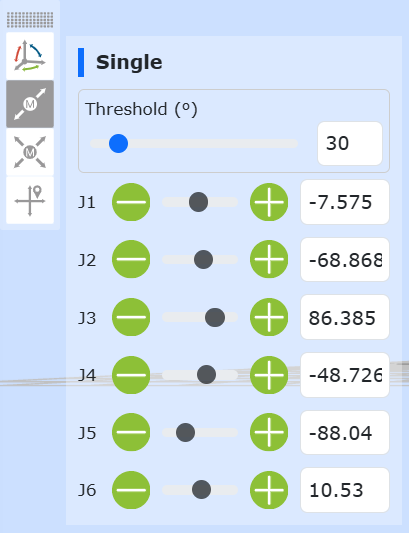 Single
Threshold (º)
30
J1 -7.575
J2 -68.868
J3 86.385
M
J4 -48.726
J5 -88.04
J6 10.53